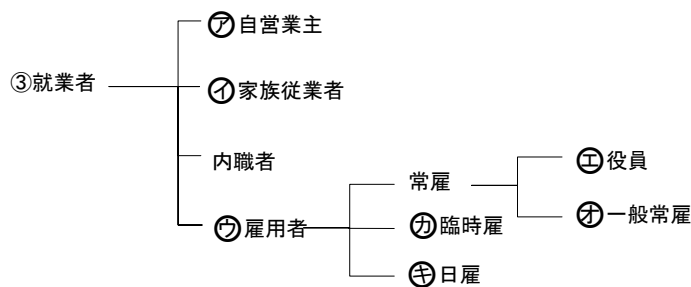 ㋐自営業主
③就業者
㋑家族従業者
内職者
㋒雇用者
常雇
㋓役員
㋔一般常雇
㋕臨時雇
㋖日雇